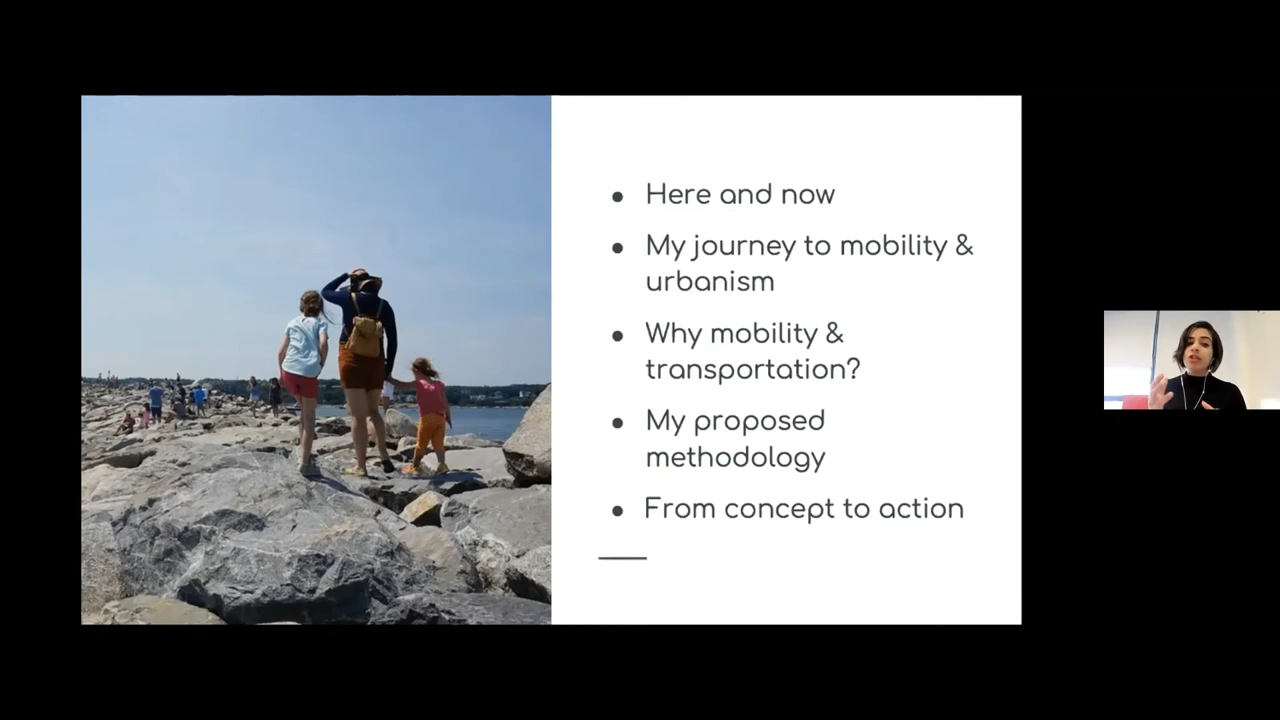 ● Here and now
● My journey to mobility &
urbanism
● Why mobility &
transportation?
● My proposed
methodology
● From concept to action